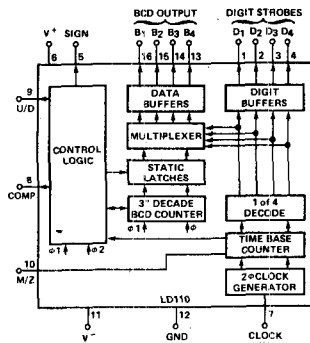 BCD OUTPUT DIGIT STROBES
V+ SIGN B1 B2 B3 B4 D1 D2 D3 D4
6 5 16 15 14 13 1 2 3 4
9
U/D
DATA BUFFERS
DIGIT BUFFERS
MULTIPLEXER
CONTROL LOGIC
STATIC LATCHES
8
COMP
3" DECADE BCD COUNTER
1 of 4 DECODE
ϕ1 ϕ
TIME BASE COUNTER
ϕ1 ϕ2
10
M/Z
2ϕCLOCK GENERATOR
LD110
11 12 7
V- GND CLOCK